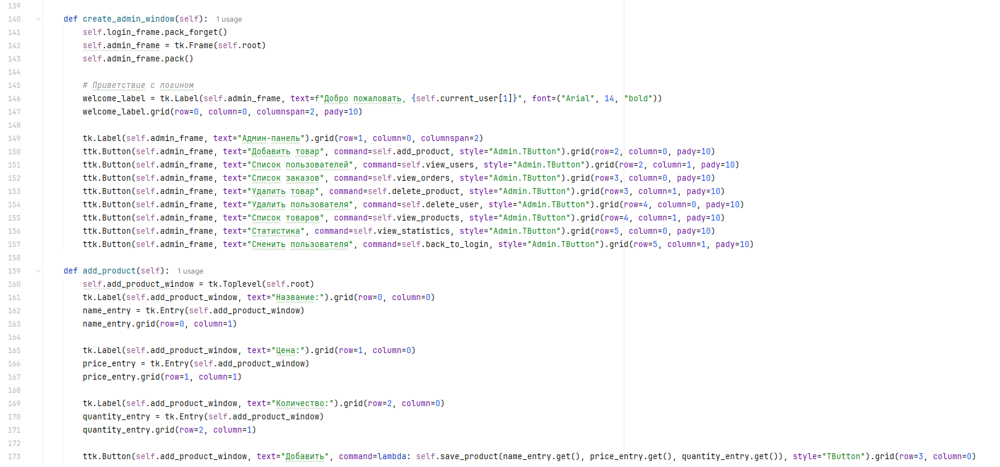 139
140 def create_admin_window(self): 1 usage
141 self.login_frame.pack_forget()
142 self.admin_frame = tk.Frame(self.root)
143 self.admin_frame.pack()
144
145 # Приветствие с логином
146 welcome_label = tk.Label(self.admin_frame, text=f"Добро пожаловать, {self.current_user[1]}", font=("Arial", 14, "bold"))
147 welcome_label.grid(row=0, column=0, columnspan=2, pady=10)
148
149 tk.Label(self.admin_frame, text="Админ-панель").grid(row=1, column=0, columnspan=2)
150 ttk.Button(self.admin_frame, text="Добавить товар", command=self.add_product, style="Admin.TButton").grid(row=2, column=0, pady=10)
151 ttk.Button(self.admin_frame, text="Список пользователей", command=self.view_users, style="Admin.TButton").grid(row=2, column=1, pady=10)
152 ttk.Button(self.admin_frame, text="Список заказов", command=self.view_orders, style="Admin.TButton").grid(row=3, column=0, pady=10)
153 ttk.Button(self.admin_frame, text="Удалить товар", command=self.delete_product, style="Admin.TButton").grid(row=3, column=1, pady=10)
154 ttk.Button(self.admin_frame, text="Удалить пользователя", command=self.delete_user, style="Admin.TButton").grid(row=4, column=0, pady=10)
155 ttk.Button(self.admin_frame, text="Список товаров", command=self.view_products, style="Admin.TButton").grid(row=4, column=1, pady=10)
156 ttk.Button(self.admin_frame, text="Статистика", command=self.view_statistics, style="Admin.TButton").grid(row=5, column=0, pady=10)
157 ttk.Button(self.admin_frame, text="Сменить пользователя", command=self.back_to_login, style="Admin.TButton").grid(row=5, column=1, pady=10)
158
159 def add_product(self): 1 usage
160 self.add_product_window = tk.Toplevel(self.root)
161 tk.Label(self.add_product_window, text="Название:").grid(row=0, column=0)
162 name_entry = tk.Entry(self.add_product_window)
163 name_entry.grid(row=0, column=1)
164
165 tk.Label(self.add_product_window, text="Цена:").grid(row=1, column=0)
166 price_entry = tk.Entry(self.add_product_window)
167 price_entry.grid(row=1, column=1)
168
169 tk.Label(self.add_product_window, text="Количество:").grid(row=2, column=0)
170 quantity_entry = tk.Entry(self.add_product_window)
171 quantity_entry.grid(row=2, column=1)
172
173 ttk.Button(self.add_product_window, text="Добавить", command=lambda: self.save_product(name_entry.get(), price_entry.get(), quantity_entry.get()), style="TButton").grid(row=3, column=0)